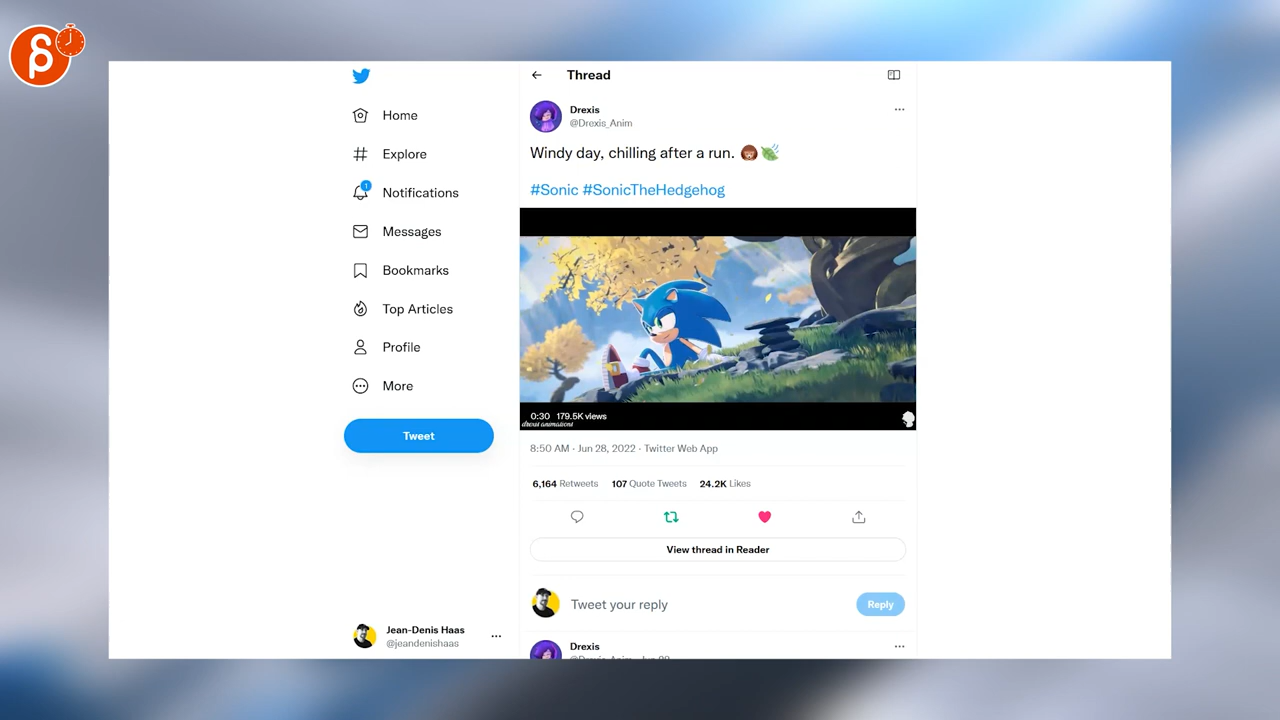 Thread
Drexis
@Drexis_Anim
Windy day, chilling after a run.
#Sonic #SonicTheHedgehog
0:30 179.5K views
drexis animations
8:50 AM · Jun 28, 2022 · Twitter Web App
6,164 Retweets 107 Quote Tweets 24.2K Likes
View thread in Reader
Tweet your reply
Reply
Drexis
@Drexis_Anim
Home
Explore
1
Notifications
Messages
Bookmarks
Top Articles
Profile
More
Tweet
Jean-Denis Haas
@jeandenishaas